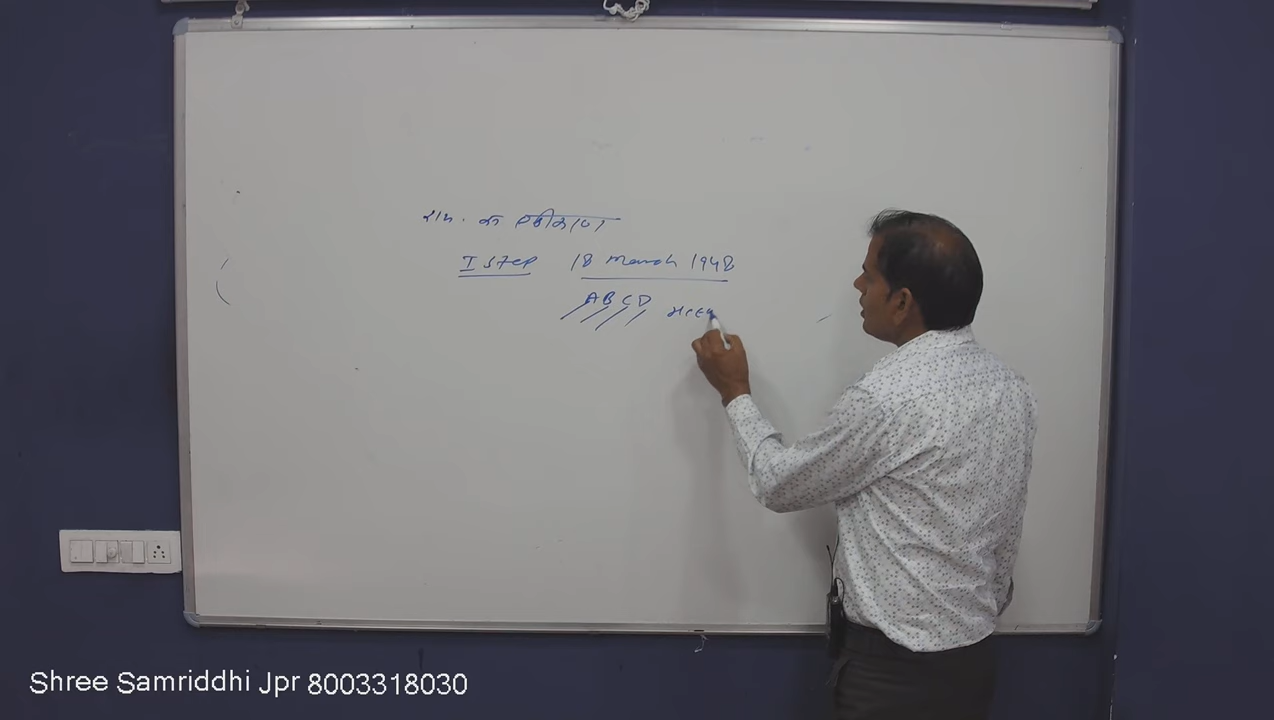 राज. का एकीकरण
I STEP 18 March 1948
ABCD मत्स्य
Shree Samriddhi Jpr 8003318030